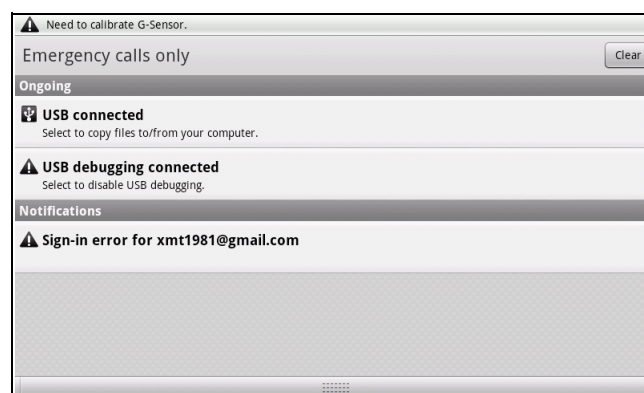 Need to calibrate G-Sensor.
Emergency calls only
Clear
Ongoing
USB connected
Select to copy files to/from your computer.
USB debugging connected
Select to disable USB debugging.
Notifications
Sign-in error for xmt1981@gmail.com